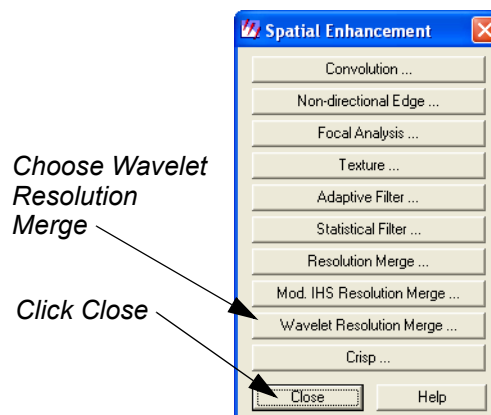 Spatial Enhancement
Convolution ...
Non-directional Edge ...
Focal Analysis ...
Texture ...
Adaptive Filter ...
Statistical Filter ...
Resolution Merge ...
Mod. IHS Resolution Merge ...
Wavelet Resolution Merge ...
Crisp ...
Close
Help
Choose Wavelet
Resolution
Merge
Click Close